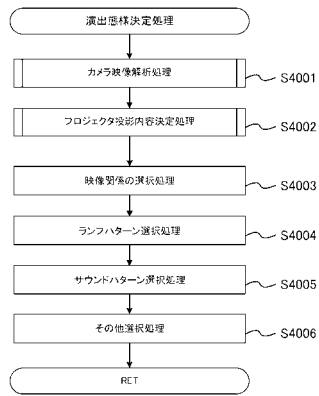 演出態様決定処理
カメラ映像解析処理
S4001
プロジェクタ投影内容決定処理
S4002
映像関係の選択処理
S4003
ランプパターン選択処理
S4004
サウンドパターン選択処理
S4005
その他選択処理
S4006
RET